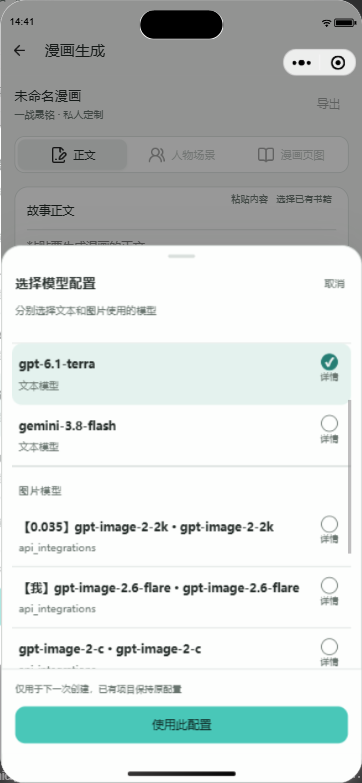 14:41
漫画生成
未命名漫画
一战晟铭·私人定制
导出
正文
人物场景
漫画页图
故事正文
粘贴内容 选择已有书籍
选择模型配置
取消
分别选择文本和图片使用的模型
gpt-6.1-terra
文本模型
详情
gemini-3.8-flash
文本模型
详情
图片模型
【0.035】gpt-image-2-2k • gpt-image-2-2k
api_integrations
详情
【我】gpt-image-2.6-flare • gpt-image-2.6-flare
api_integrations
详情
gpt-image-2-c • gpt-image-2-c
api_integrations
详情
仅用于下一次创建，已有项目保持原配置
使用此配置